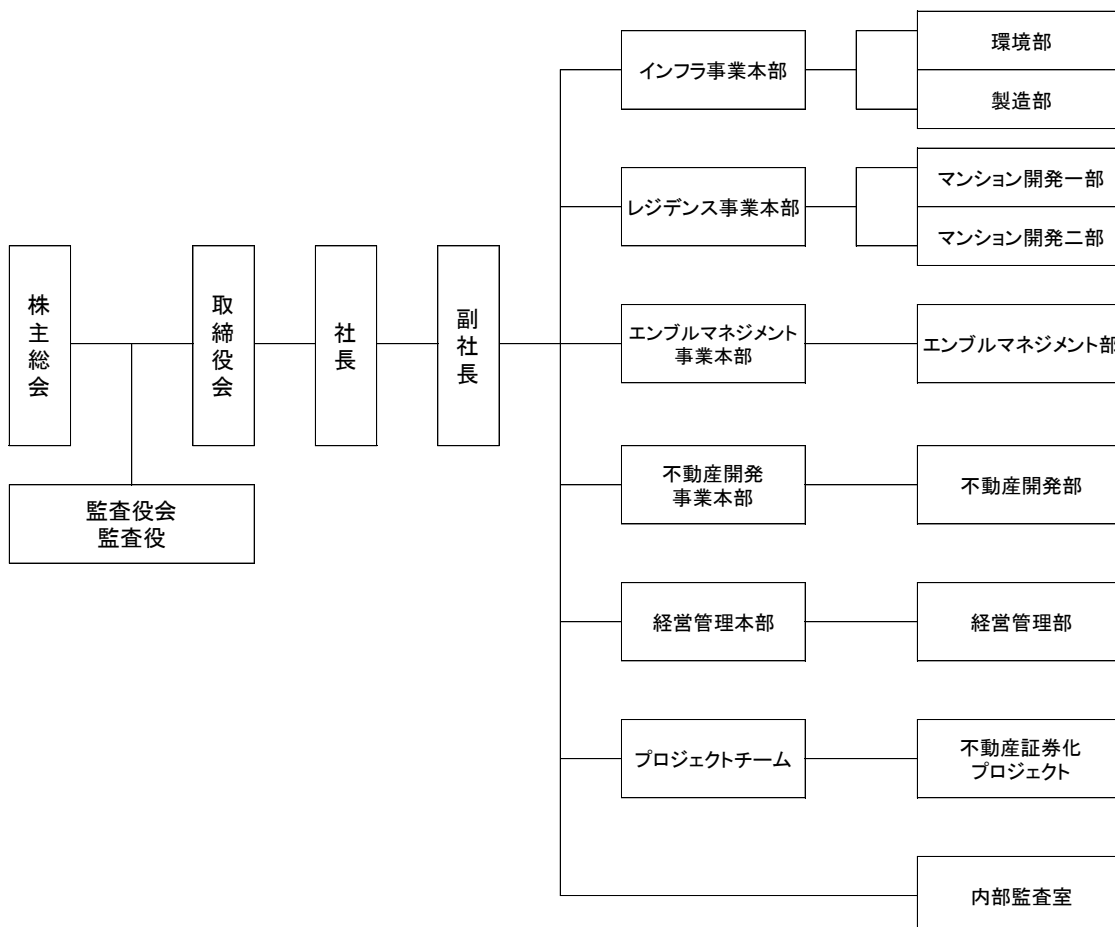 株主総会
取締役会
社長
副社長
監査役会
監査役
インフラ事業本部
環境部
製造部
レジデンス事業本部
マンション開発一部
マンション開発二部
エンブルマネジメント
事業本部
エンブルマネジメント部
不動産開発
事業本部
不動産開発部
経営管理本部
経営管理部
プロジェクトチーム
不動産証券化
プロジェクト
内部監査室